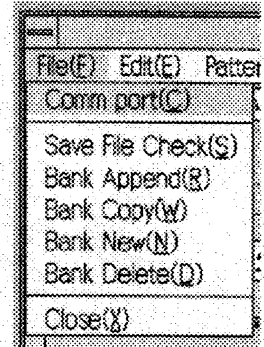 File(F) Edit(E) Patter
Comm port(C)
Save File Check(S)
Bank Append(R)
Bank Copy(W)
Bank New(N)
Bank Delete(D)
Close(X)